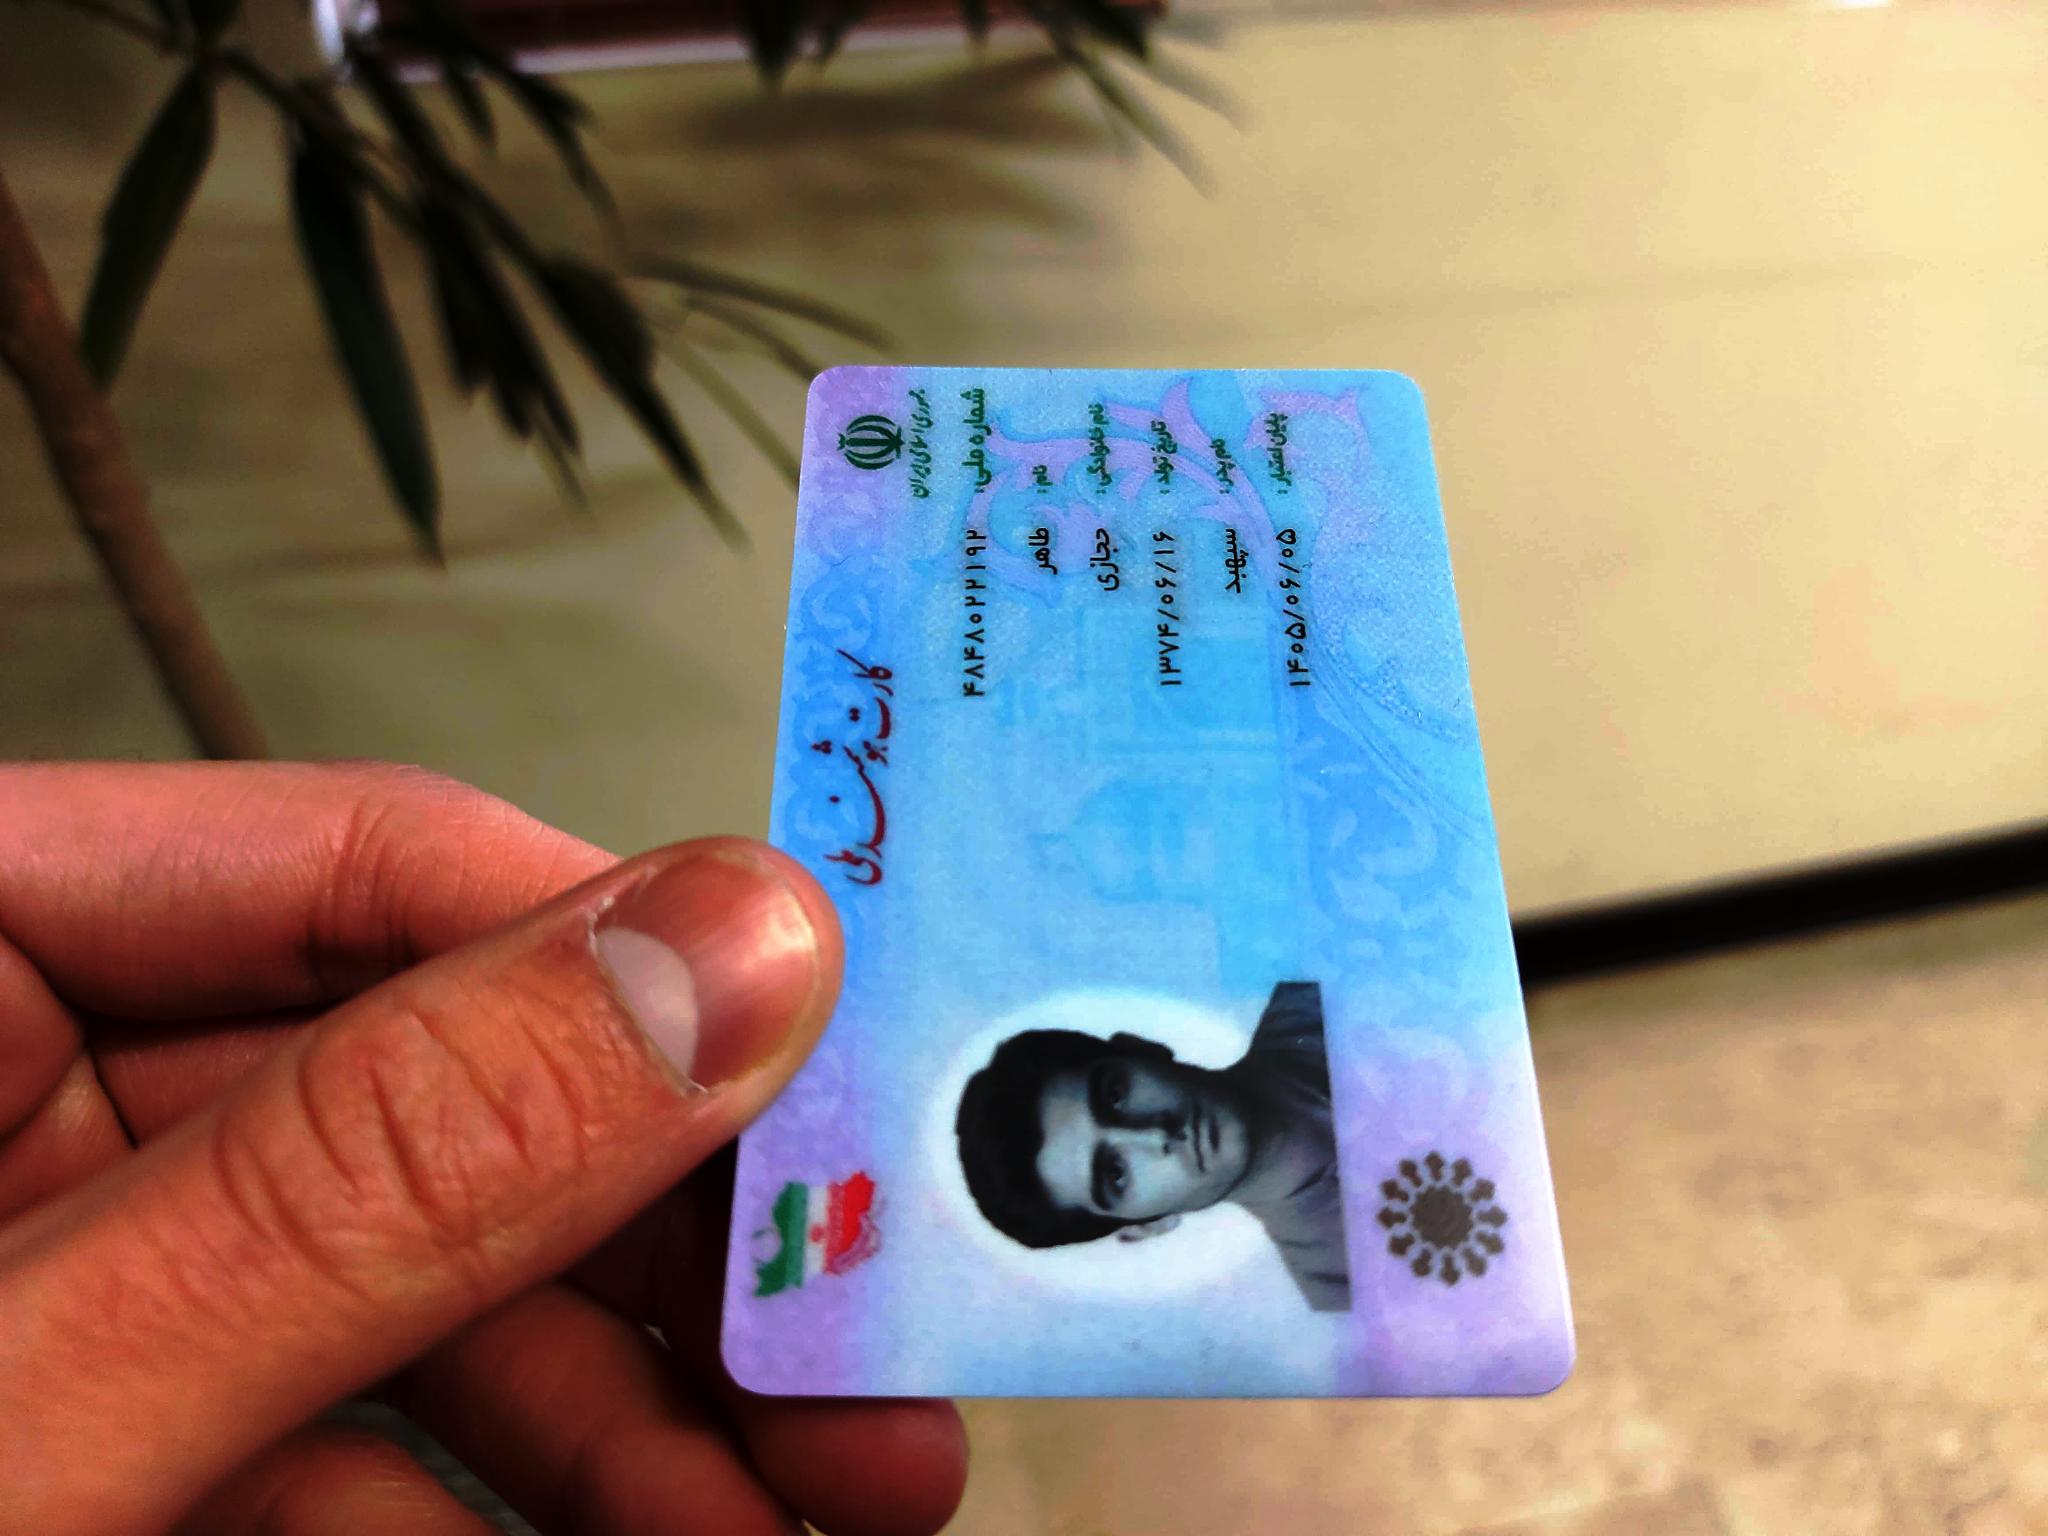 جمهوری اسلامی ایران
کارت هوشمند ملی
شماره ملی: ۴۸۴۸۰۲۲۱۹۲
نام: طاهر
نام خانوادگی: حجازی
تاریخ تولد: ۱۳۷۴/۰۶/۱۶
نام پدر: سپهبد
پایان اعتبار: ۱۴۰۵/۰۶/۰۵